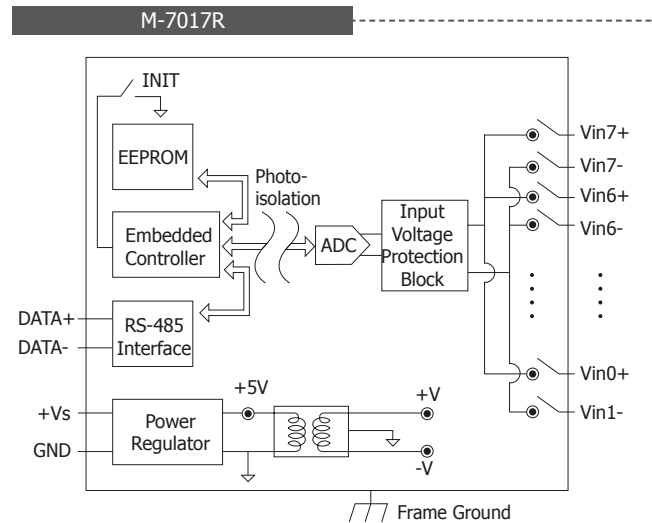 M-7017R
INIT
EEPROM
Photo-
isolation
Embedded
Controller
ADC
Input
Voltage
Protection
Block
Vin7+
Vin7-
Vin6+
Vin6-
Vin0+
Vin1-
DATA+
DATA-
RS-485
Interface
+Vs
GND
Power
Regulator
+5V
+V
-V
Frame Ground